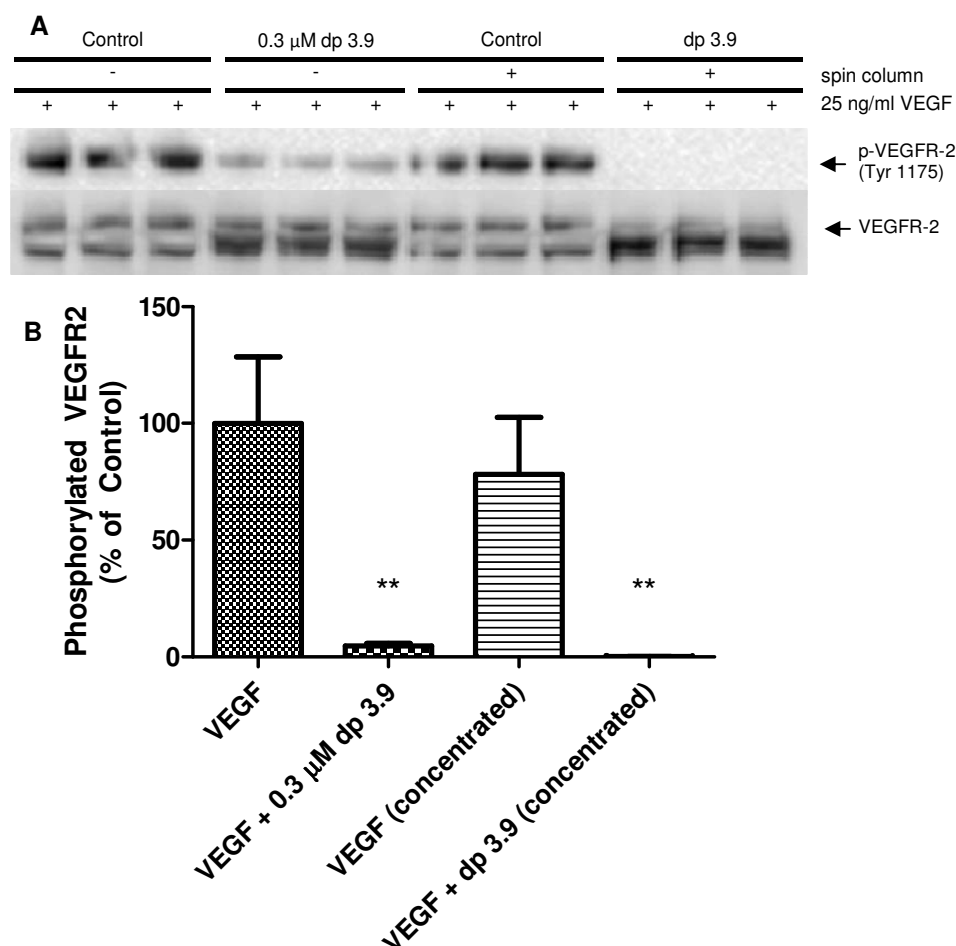 A
Control 0.3 μM dp 3.9 Control dp 3.9
- - + + spin column
+ + + + + + + + + + + + 25 ng/ml VEGF
p-VEGFR-2
(Tyr 1175)
VEGFR-2
B
Phosphorylated VEGFR2
(% of Control)
150
100
50
0
** **
VEGF
VEGF + 0.3 μM dp 3.9
VEGF (concentrated)
VEGF + dp 3.9 (concentrated)